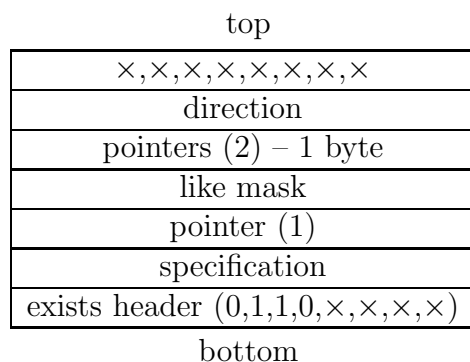 top
×,×,×,×,×,×,×,×
direction
pointers (2) – 1 byte
like mask
pointer (1)
specification
exists header (0,1,1,0,×,×,×,×)
bottom